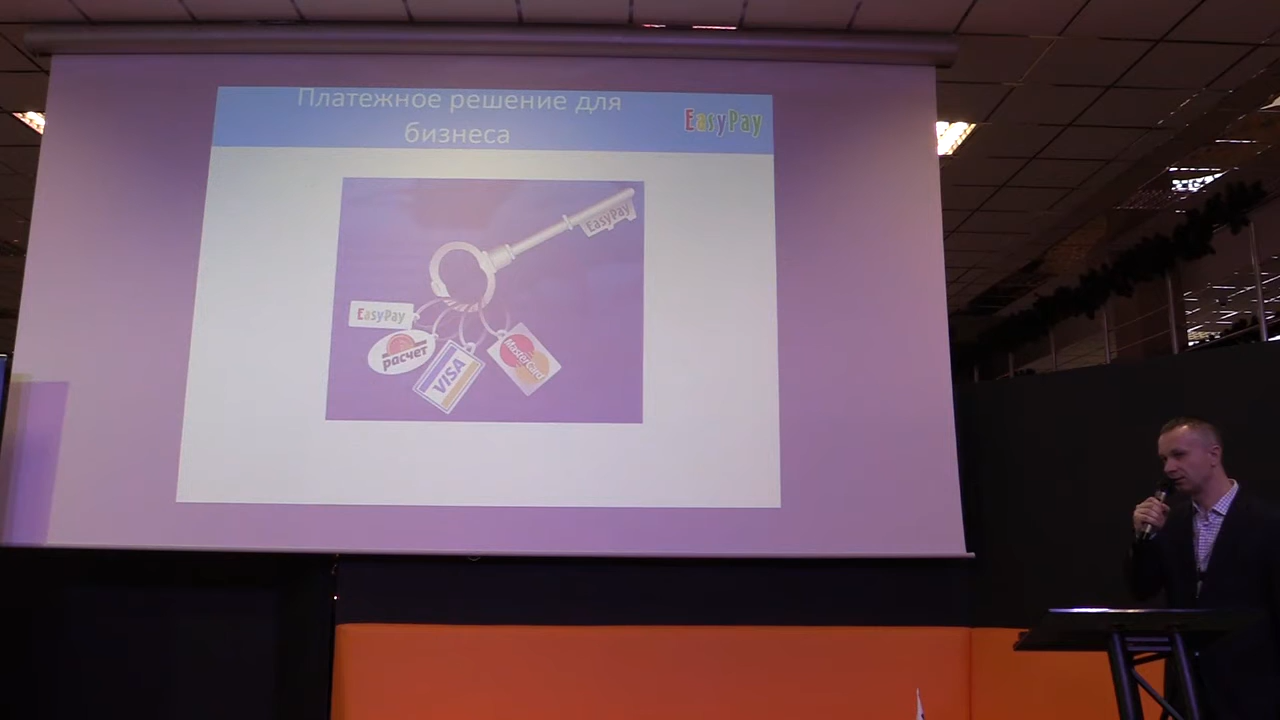 Платежное решение для
бизнеса
EasyPay
EasyPay
EasyPay
расчет
VISA
MasterCard